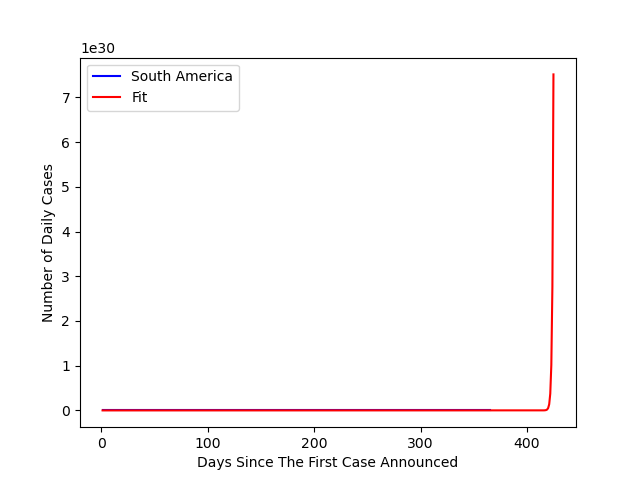 1e30
South America
Fit
7
6
5
4
3
2
1
0
Number of Daily Cases
0 100 200 300 400
Days Since The First Case Announced